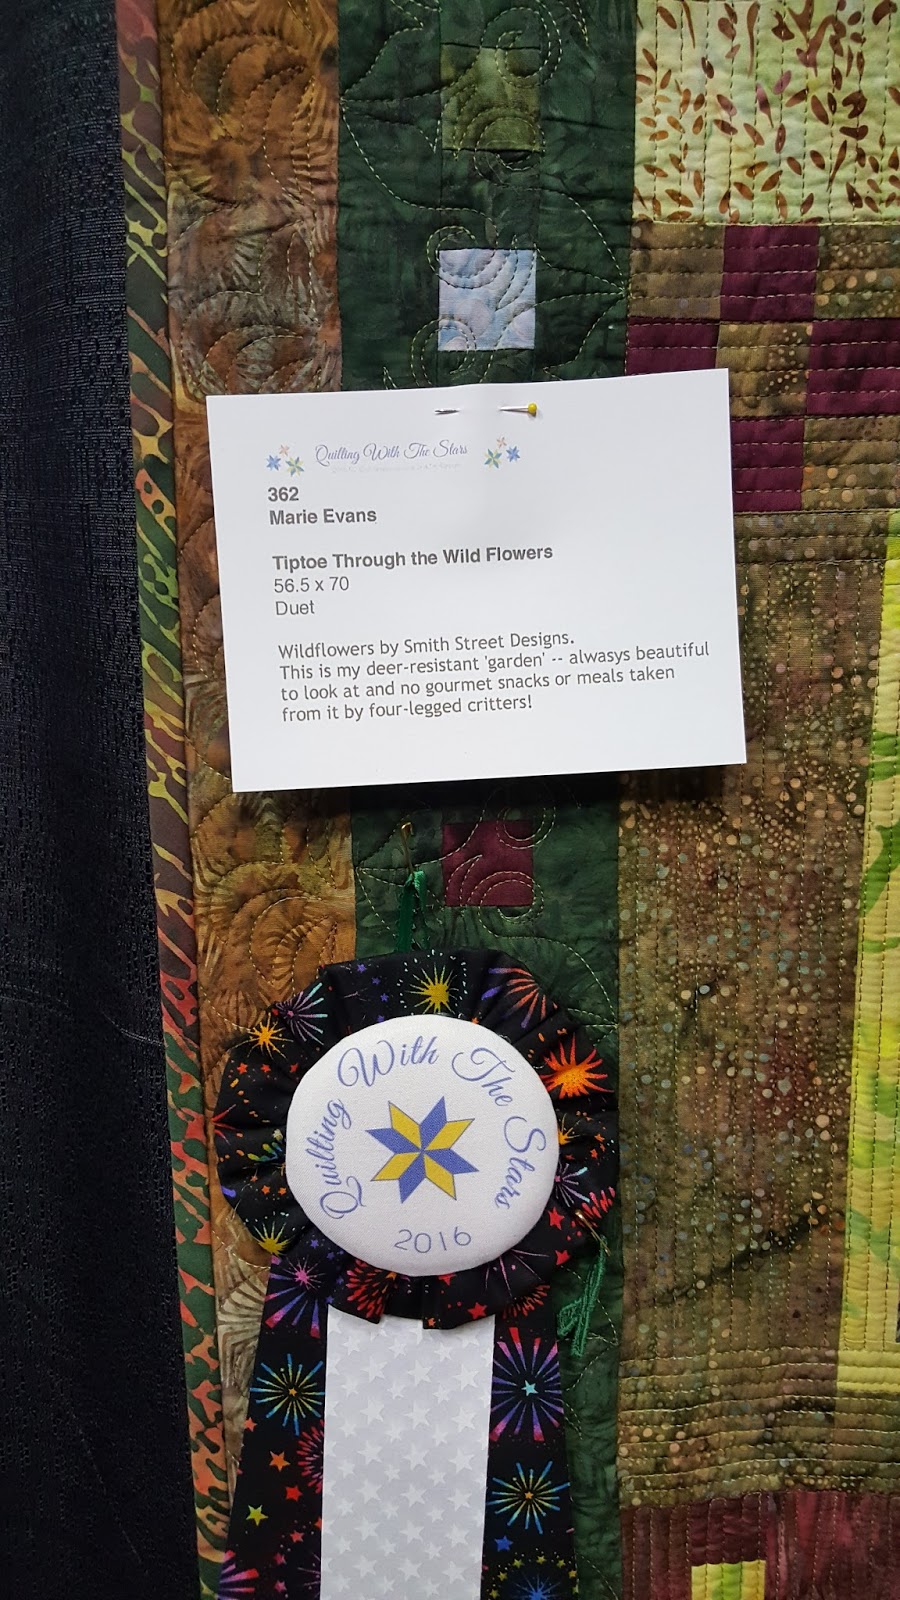 Quilting With The Stars
362
Marie Evans
Tiptoe Through the Wild Flowers
56.5 x 70
Duet
Wildflowers by Smith Street Designs.
This is my deer-resistant 'garden' -- alwasys beautiful
to look at and no gourmet snacks or meals taken
from it by four-legged critters!
Quilting With The Stars
2016